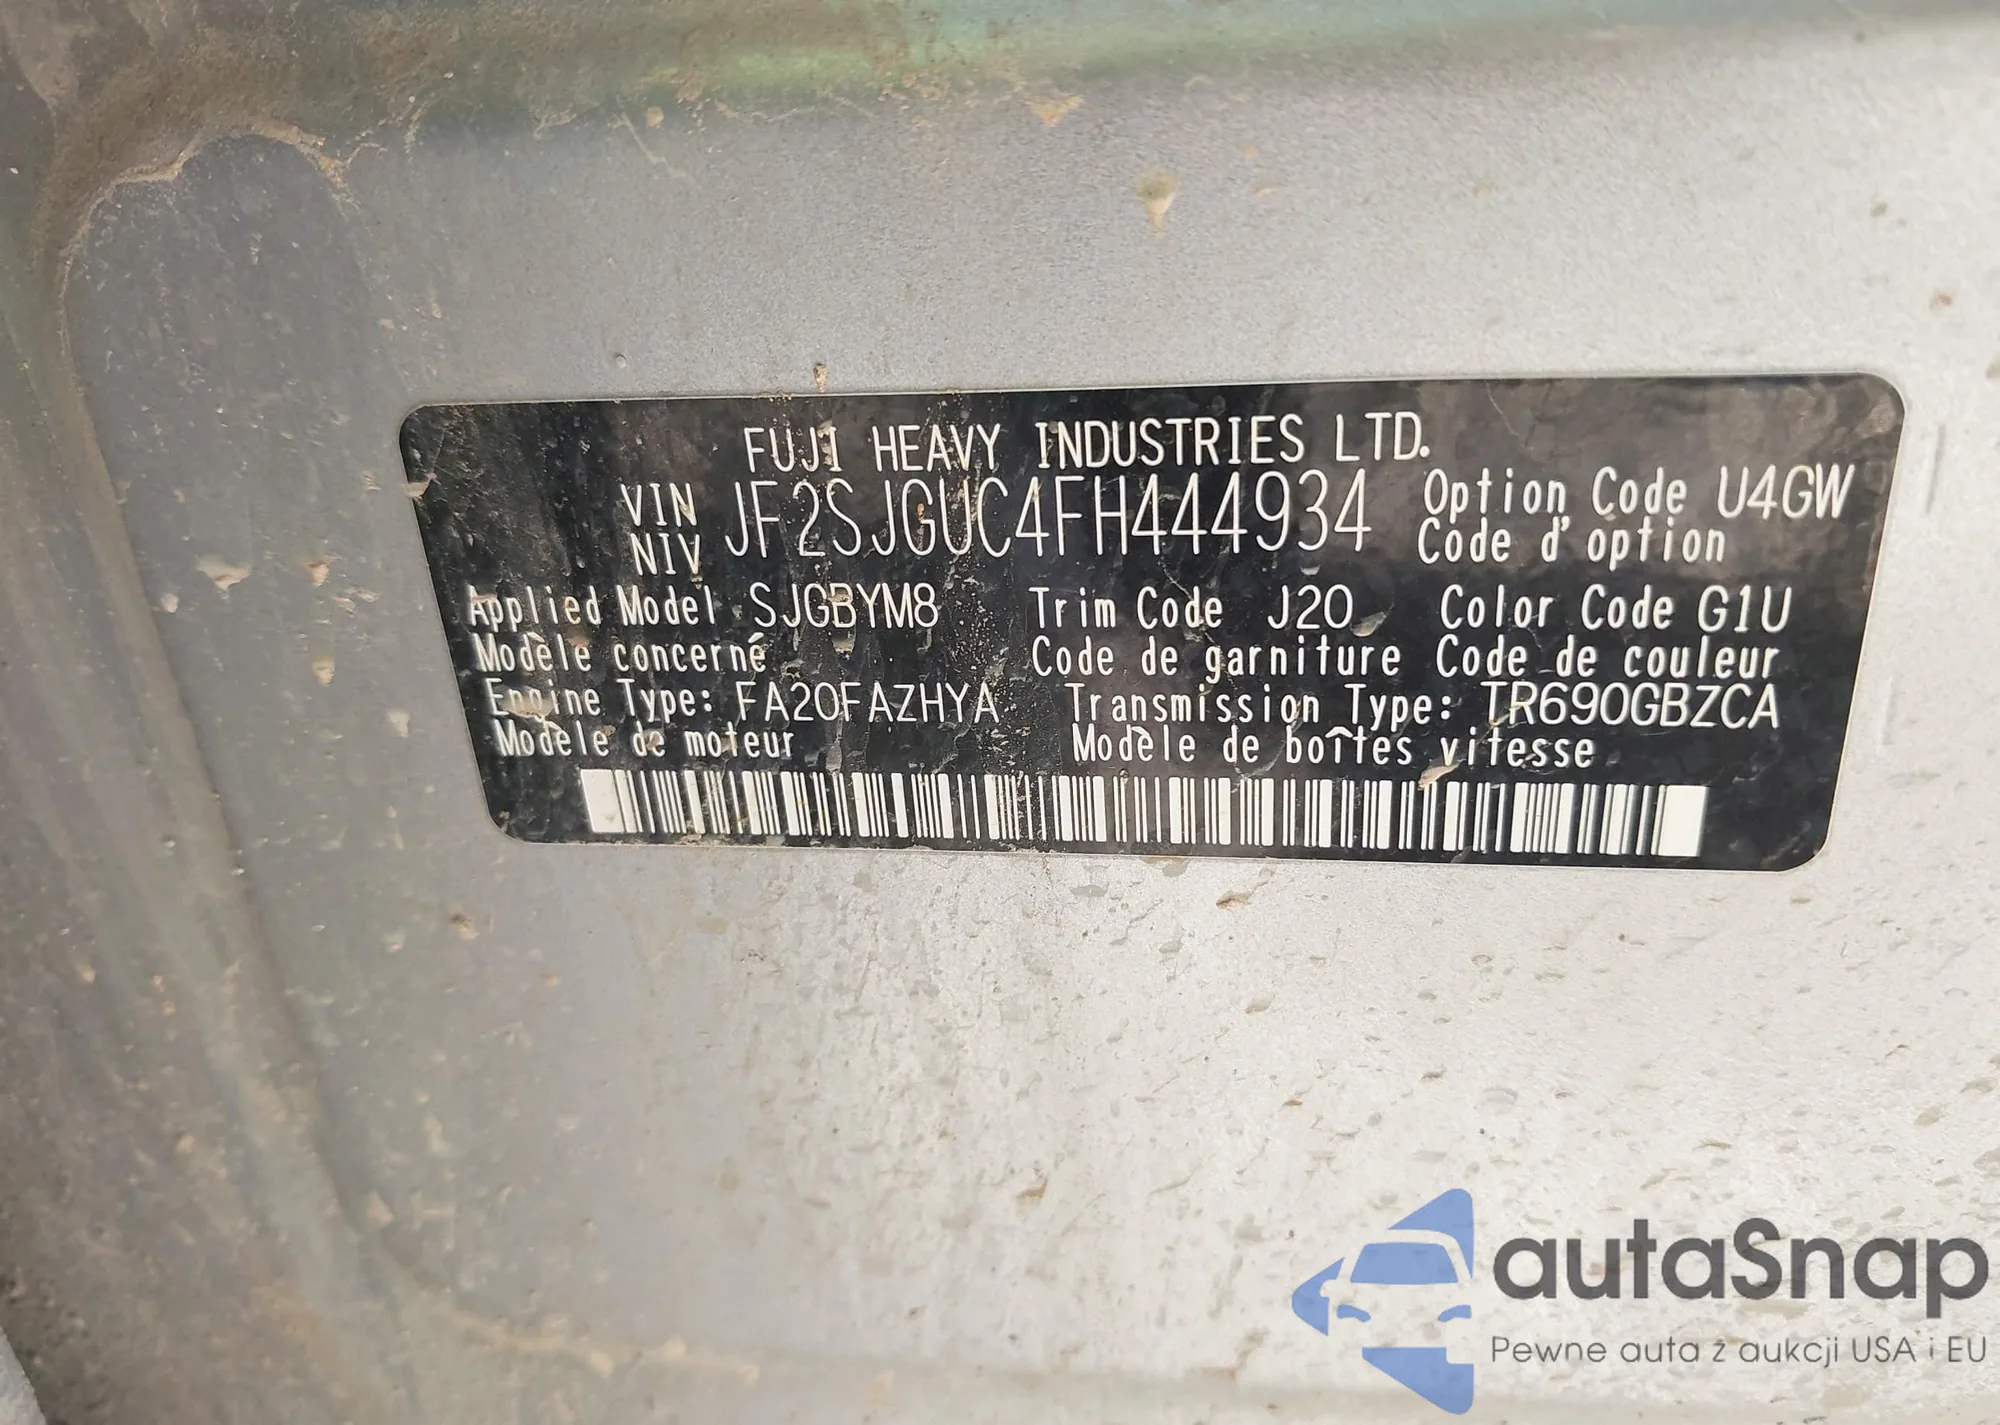 FUJI HEAVY INDUSTRIES LTD.
VIN JF2SJGUC4FH444934 Option Code U4GW
NIV Code d'option
Applied Model SJGBYM8 Trim Code J20 Color Code G1U
Modèle concerné Code de garniture Code de couleur
Engine Type: FA20FAZHYA Transmission Type: TR690GBZCA
Modèle de moteur Modèle de boîtes vitesse
autaSnap
Pewne auta z aukcji USA i EU